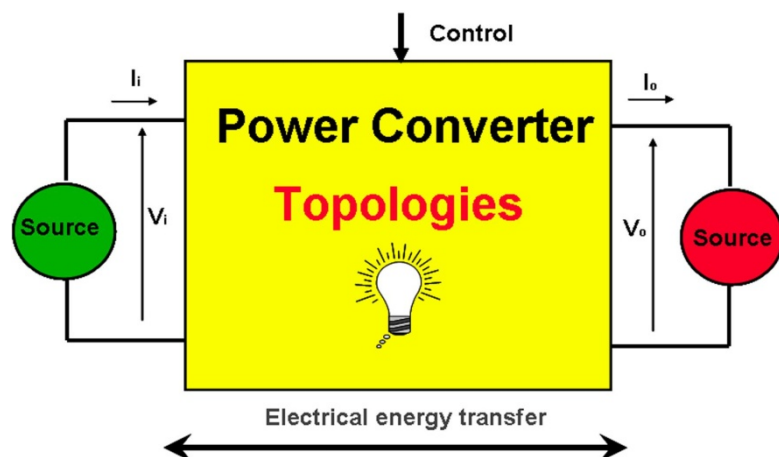 Control
Iᵢ
Iₒ
Power Converter
Topologies
Source
Vᵢ
Vₒ
Source
Electrical energy transfer